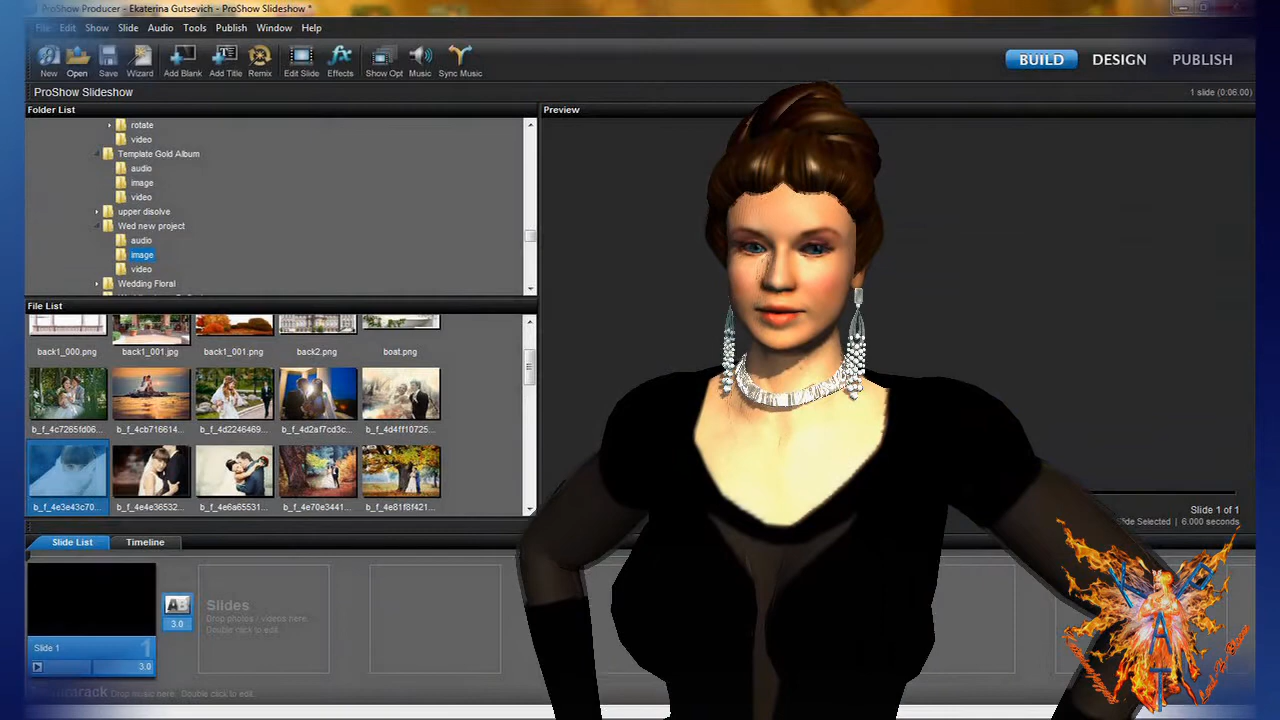 ProShow Producer - Ekaterina Gutsevich - ProShow Slideshow *
File Edit Show Slide Audio Tools Publish Window Help
New Open Save Wizard Add Blank Add Title Remix Edit Slide Effects Show Opt Music Sync Music
BUILD DESIGN PUBLISH
ProShow Slideshow
1 slide (0:06.00)
Folder List
Preview
rotate
video
Template Gold Album
audio
image
video
upper disolve
Wed new project
audio
image
video
Wedding Floral
File List
back1_000.png back1_001.jpg back1_001.png back2.png boat.png
b_f_4c7265fd06... b_f_4cb716614... b_f_4d2246469... b_f_4d2af7cd3c... b_f_4d4ff10725...
b_f_4e3e43c70... b_f_4e4e36532... b_f_4e6a65531... b_f_4e70e3441... b_f_4e81f8f421...
Slide 1 of 1
Selected | 6.000 seconds
Slide List Timeline
AB
3.0
Slides
Drop photos / videos here.
Double click to edit.
Slide 1
1
3.0
Drop music here. Double click to edit.